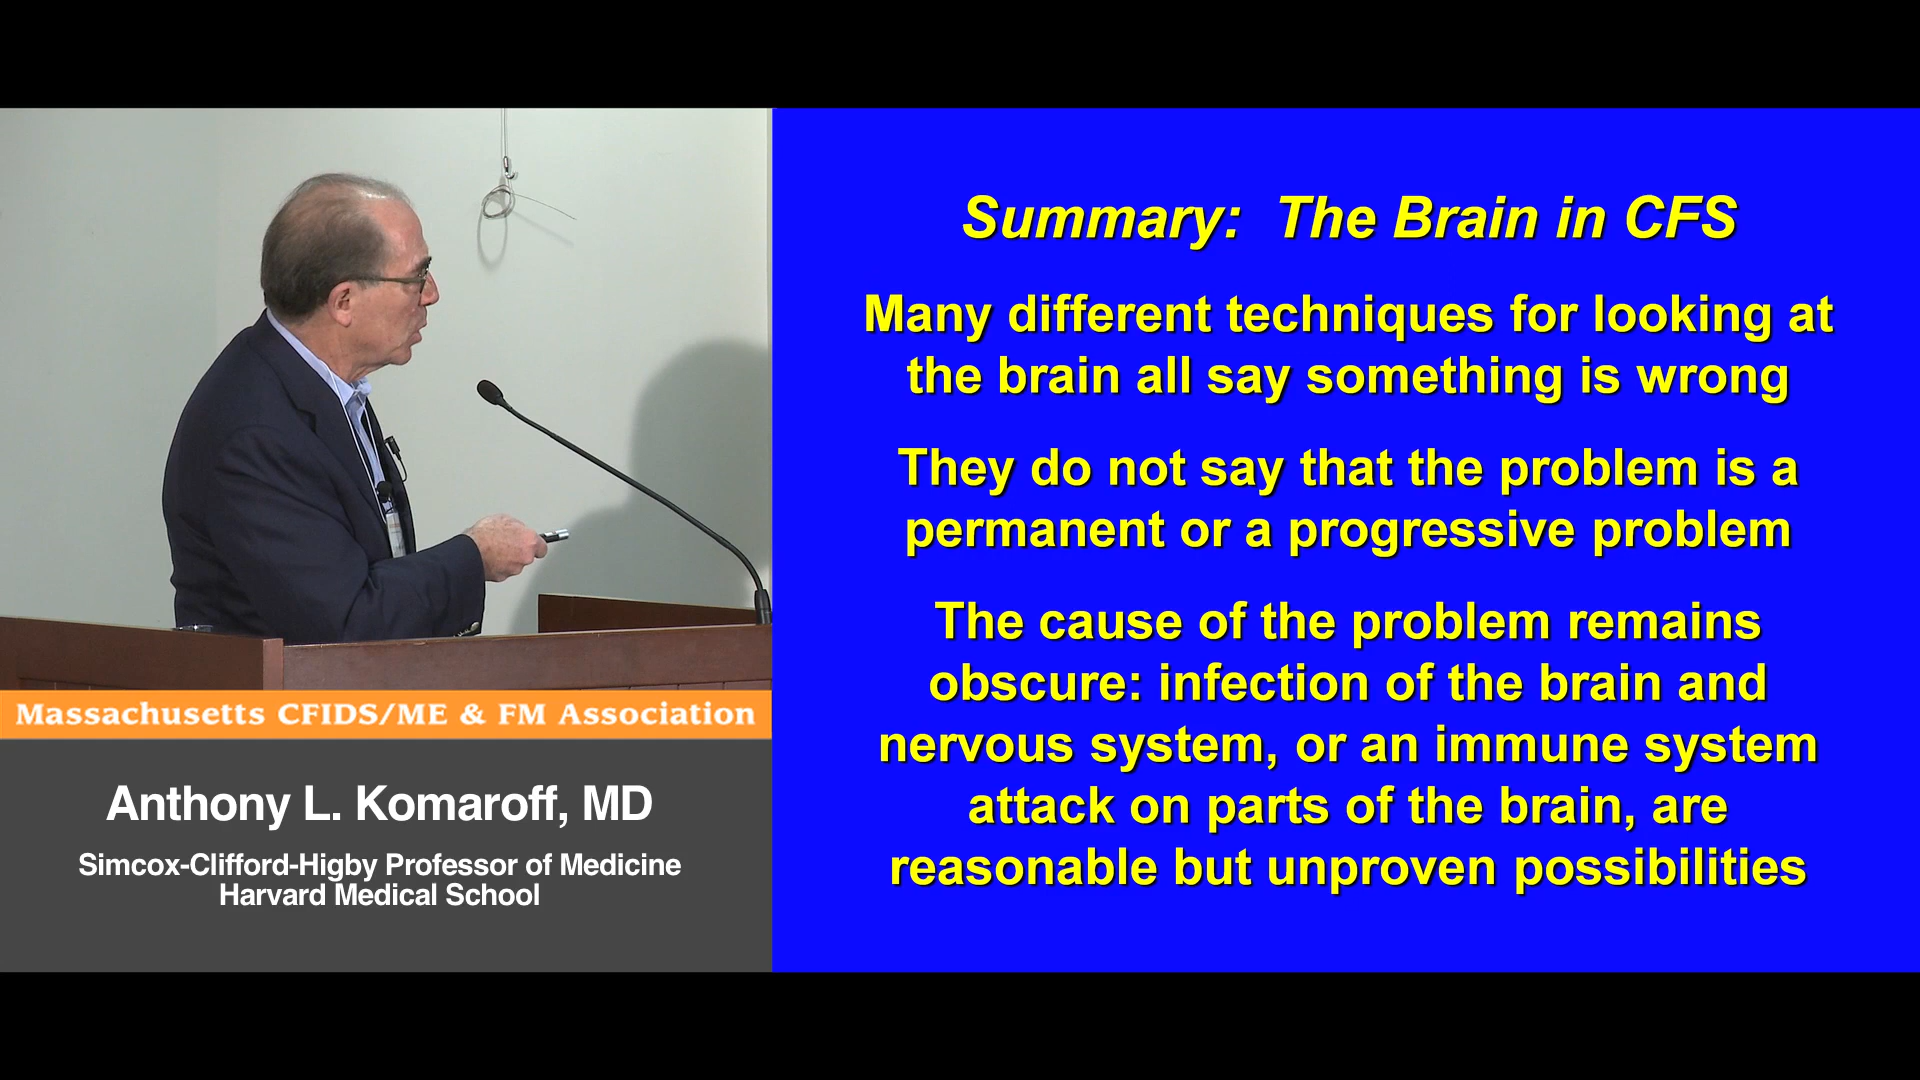 Summary: The Brain in CFS
Many different techniques for looking at
the brain all say something is wrong
They do not say that the problem is a
permanent or a progressive problem
The cause of the problem remains
obscure: infection of the brain and
nervous system, or an immune system
attack on parts of the brain, are
reasonable but unproven possibilities
Massachusetts CFIDS/ME & FM Association
Anthony L. Komaroff, MD
Simcox-Clifford-Higby Professor of Medicine
Harvard Medical School